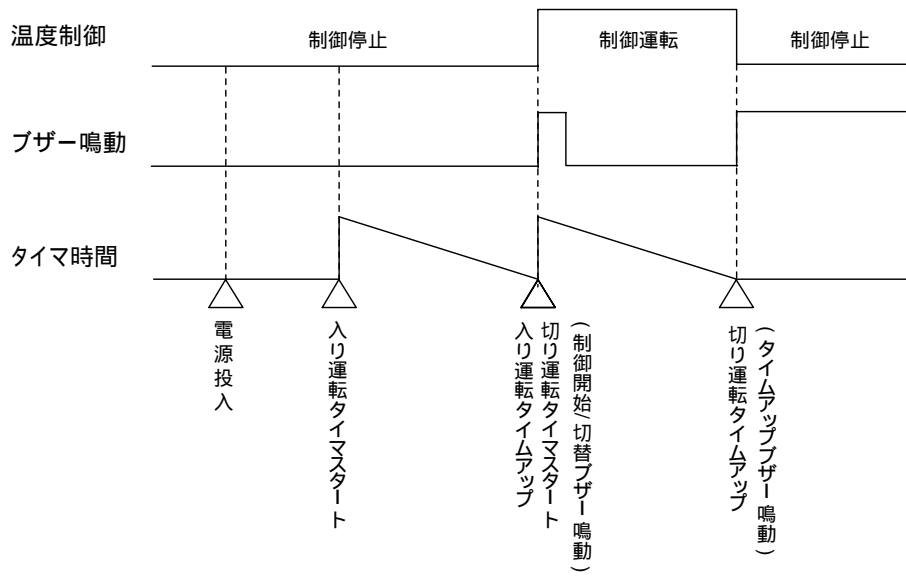 温度制御
制御停止
制御運転
制御停止
ブザー鳴動
タイマ時間
電源投入
入り運転タイマスタート
入り運転タイムアップ
切り運転タイマスタート
(制御開始/切替ブザー鳴動)
切り運転タイムアップ
(タイムアップブザー鳴動)